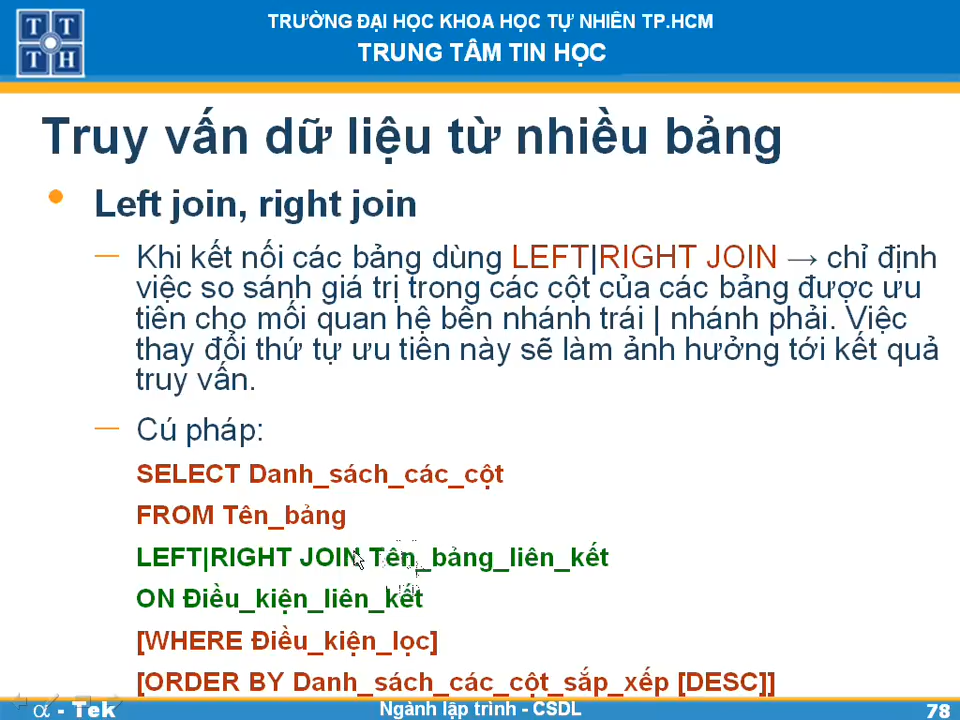 T T
T H
TRƯỜNG ĐẠI HỌC KHOA HỌC TỰ NHIÊN TP.HCM
TRUNG TÂM TIN HỌC
Truy vấn dữ liệu từ nhiều bảng
• Left join, right join
— Khi kết nối các bảng dùng LEFT|RIGHT JOIN → chỉ định
việc so sánh giá trị trong các cột của các bảng được ưu
tiên cho mối quan hệ bên nhánh trái | nhánh phải. Việc
thay đổi thứ tự ưu tiên này sẽ làm ảnh hưởng tới kết quả
truy vấn.
— Cú pháp:
SELECT Danh_sách_các_cột
FROM Tên_bảng
LEFT|RIGHT JOIN Tên_bảng_liên_kết
ON Điều_kiện_liên_kết
[WHERE Điều_kiện_lọc]
[ORDER BY Danh_sách_các_cột_sắp_xếp [DESC]]
α - Tek
Ngành lập trình - CSDL
78